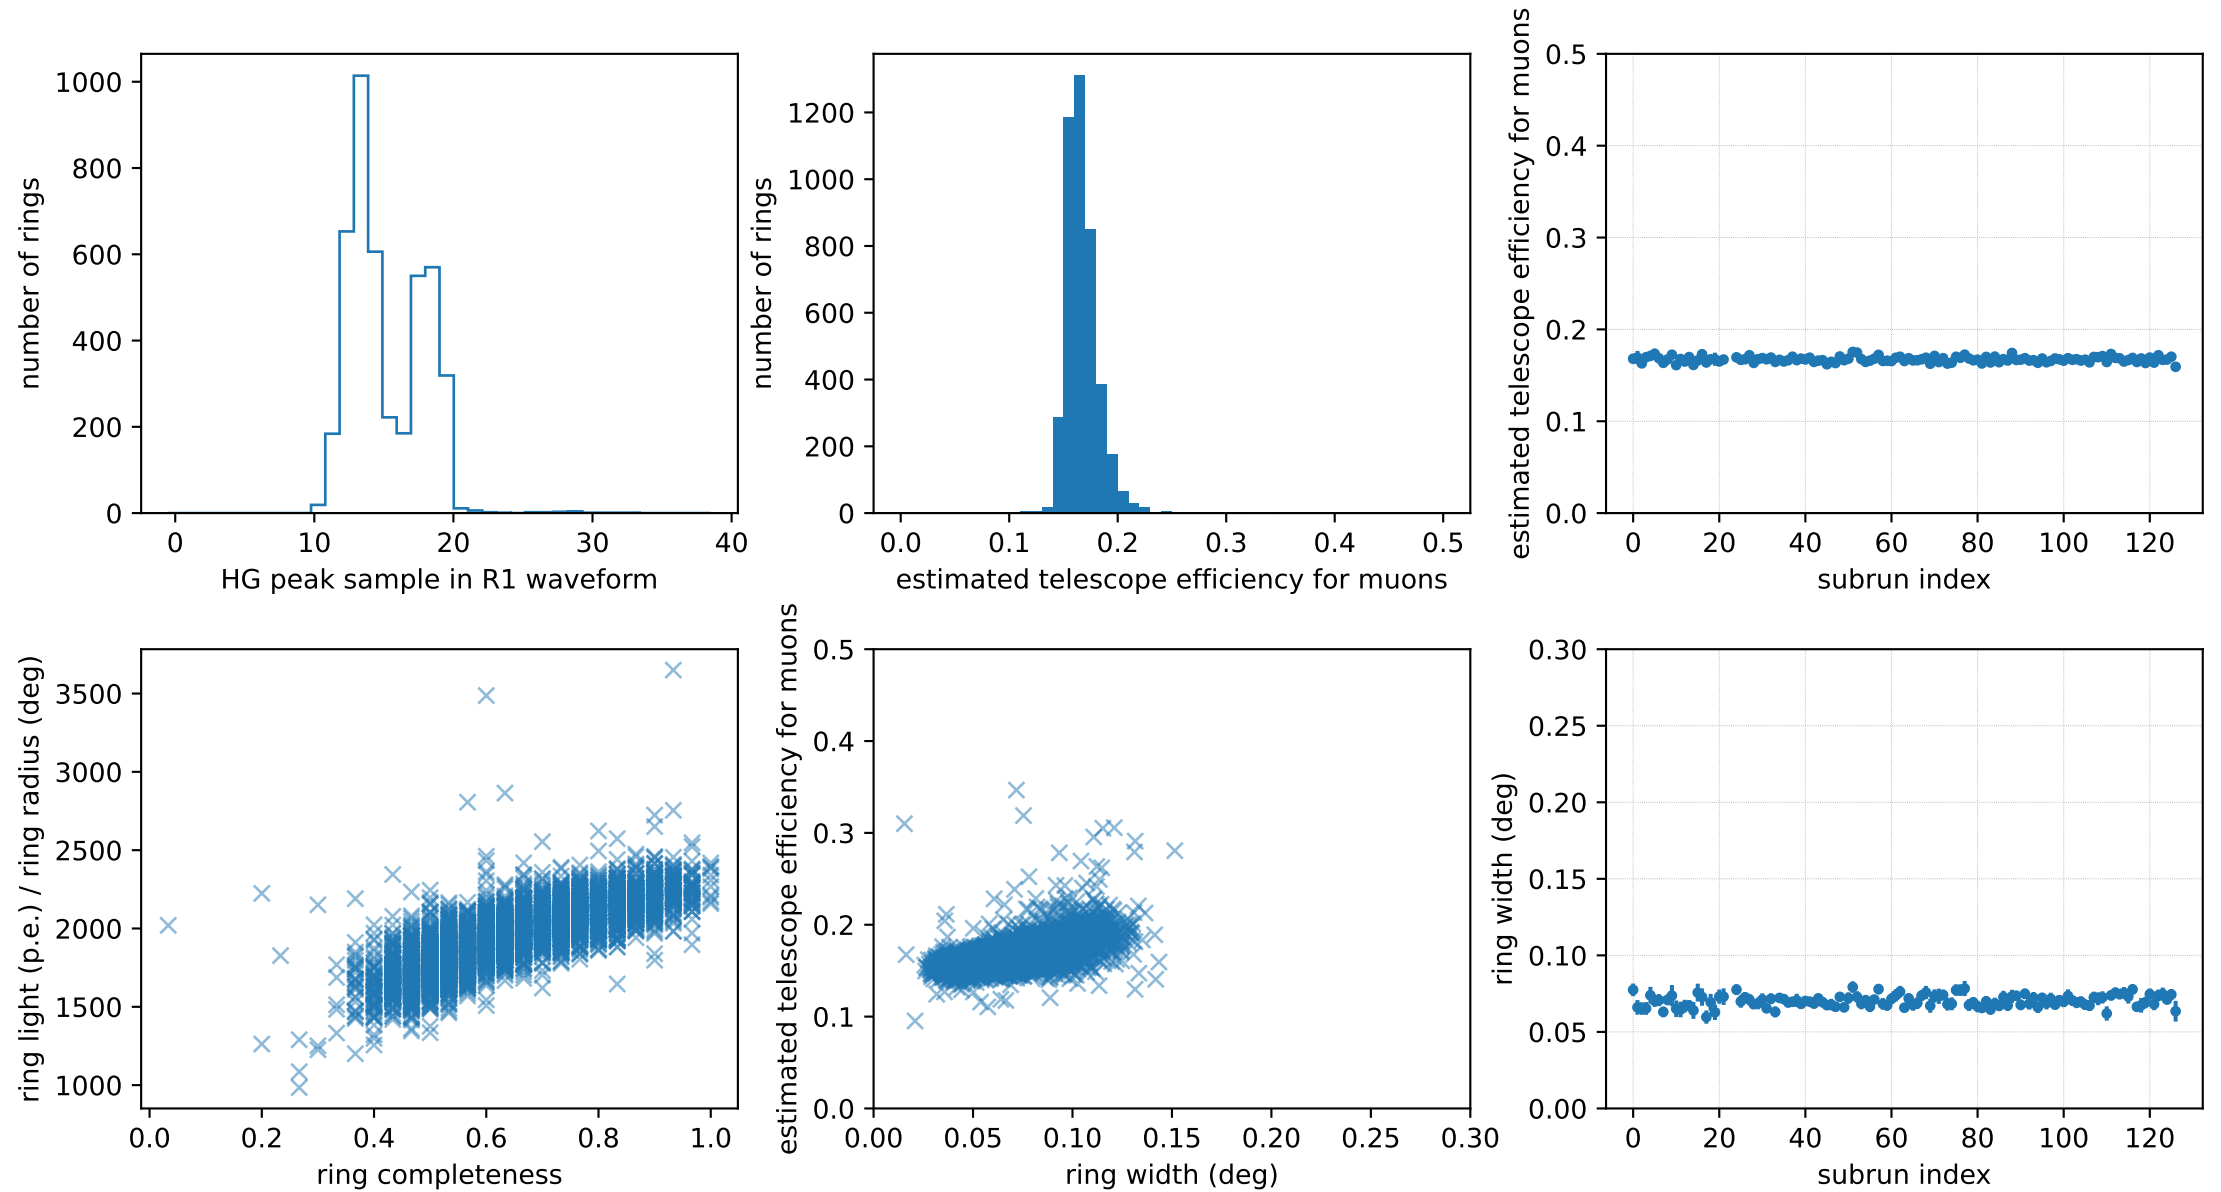 number of rings
1000
800
600
400
200
0
0 10 20 30 40
HG peak sample in R1 waveform
number of rings
1200
1000
800
600
400
200
0
0.0 0.1 0.2 0.3 0.4 0.5
estimated telescope efficiency for muons
estimated telescope efficiency for muons
0.5
0.4
0.3
0.2
0.1
0.0
0 20 40 60 80 100 120
subrun index
ring light (p.e.) / ring radius (deg)
3500
3000
2500
2000
1500
1000
0.0 0.2 0.4 0.6 0.8 1.0
ring completeness
estimated telescope efficiency for muons
0.5
0.4
0.3
0.2
0.1
0.0
0.00 0.05 0.10 0.15 0.20 0.25 0.30
ring width (deg)
ring width (deg)
0.30
0.25
0.20
0.15
0.10
0.05
0.00
0 20 40 60 80 100 120
subrun index